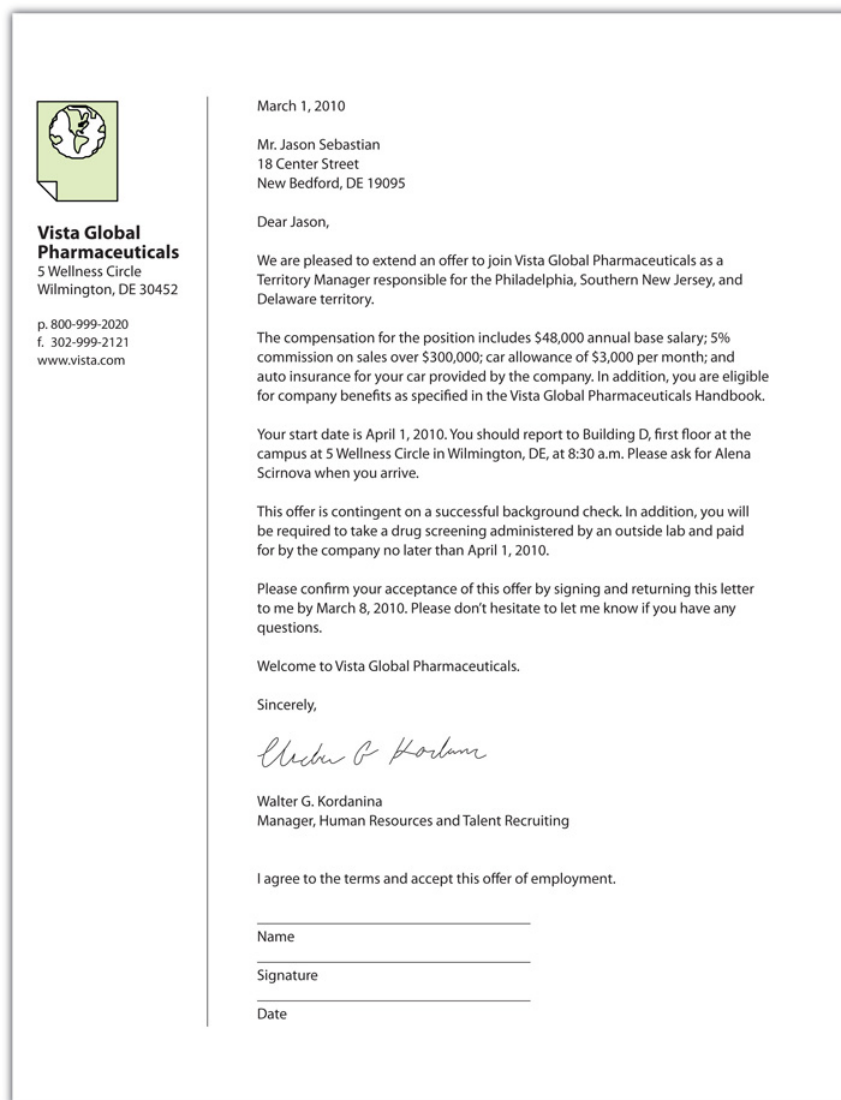 Vista Global
Pharmaceuticals
5 Wellness Circle
Wilmington, DE 30452
p. 800-999-2020
f. 302-999-2121
www.vista.com
March 1, 2010
Mr. Jason Sebastian
18 Center Street
New Bedford, DE 19095
Dear Jason,
We are pleased to extend an offer to join Vista Global Pharmaceuticals as a
Territory Manager responsible for the Philadelphia, Southern New Jersey, and
Delaware territory.
The compensation for the position includes $48,000 annual base salary; 5%
commission on sales over $300,000; car allowance of $3,000 per month; and
auto insurance for your car provided by the company. In addition, you are eligible
for company benefits as specified in the Vista Global Pharmaceuticals Handbook.
Your start date is April 1, 2010. You should report to Building D, first floor at the
campus at 5 Wellness Circle in Wilmington, DE, at 8:30 a.m. Please ask for Alena
Scirnova when you arrive.
This offer is contingent on a successful background check. In addition, you will
be required to take a drug screening administered by an outside lab and paid
for by the company no later than April 1, 2010.
Please confirm your acceptance of this offer by signing and returning this letter
to me by March 8, 2010. Please don't hesitate to let me know if you have any
questions.
Welcome to Vista Global Pharmaceuticals.
Sincerely,
Walter G. Kordanina
Manager, Human Resources and Talent Recruiting
I agree to the terms and accept this offer of employment.
Name
Signature
Date